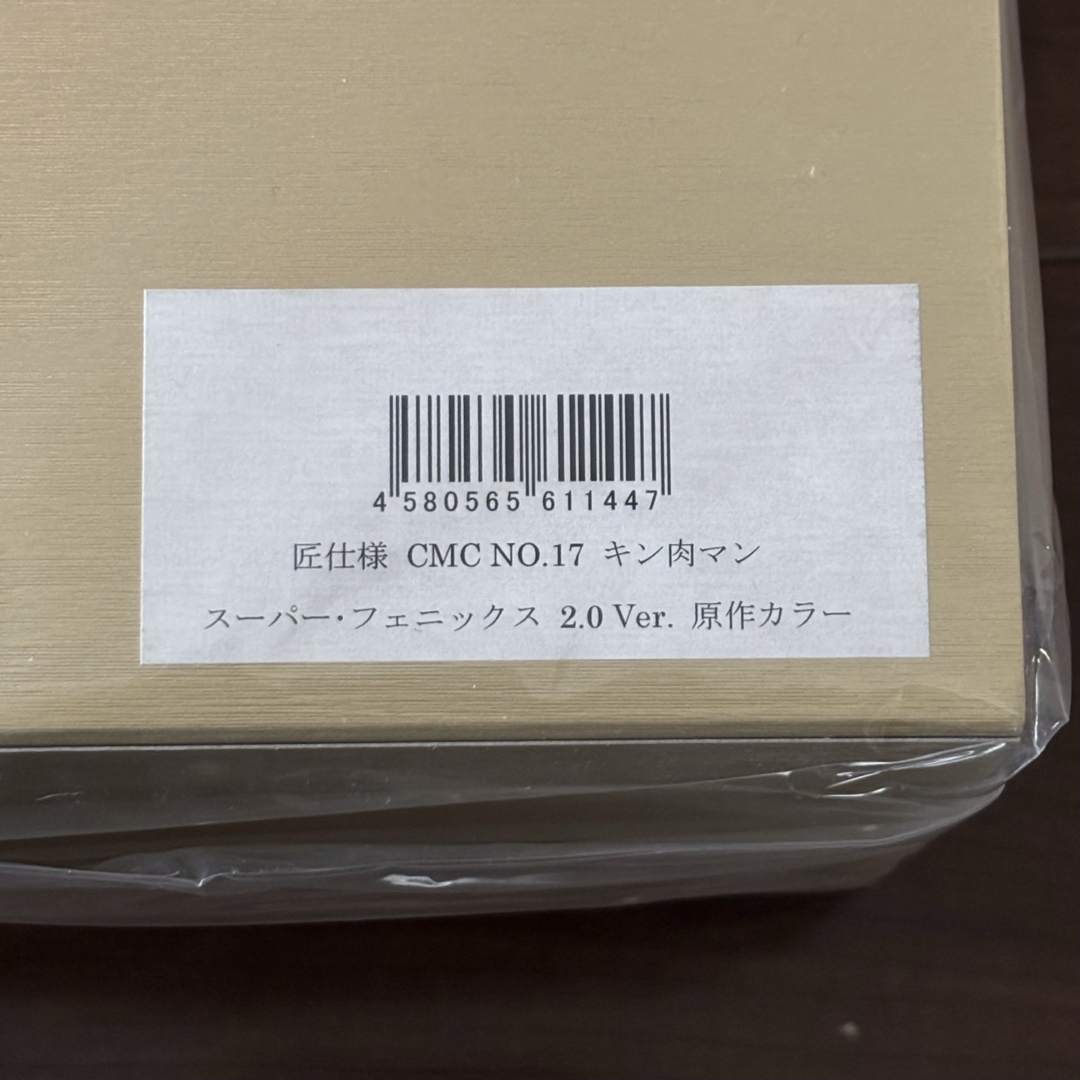 4 580565 611447
匠仕様 CMC NO.17 キン肉マン
スーパー・フェニックス 2.0 Ver. 原作カラー